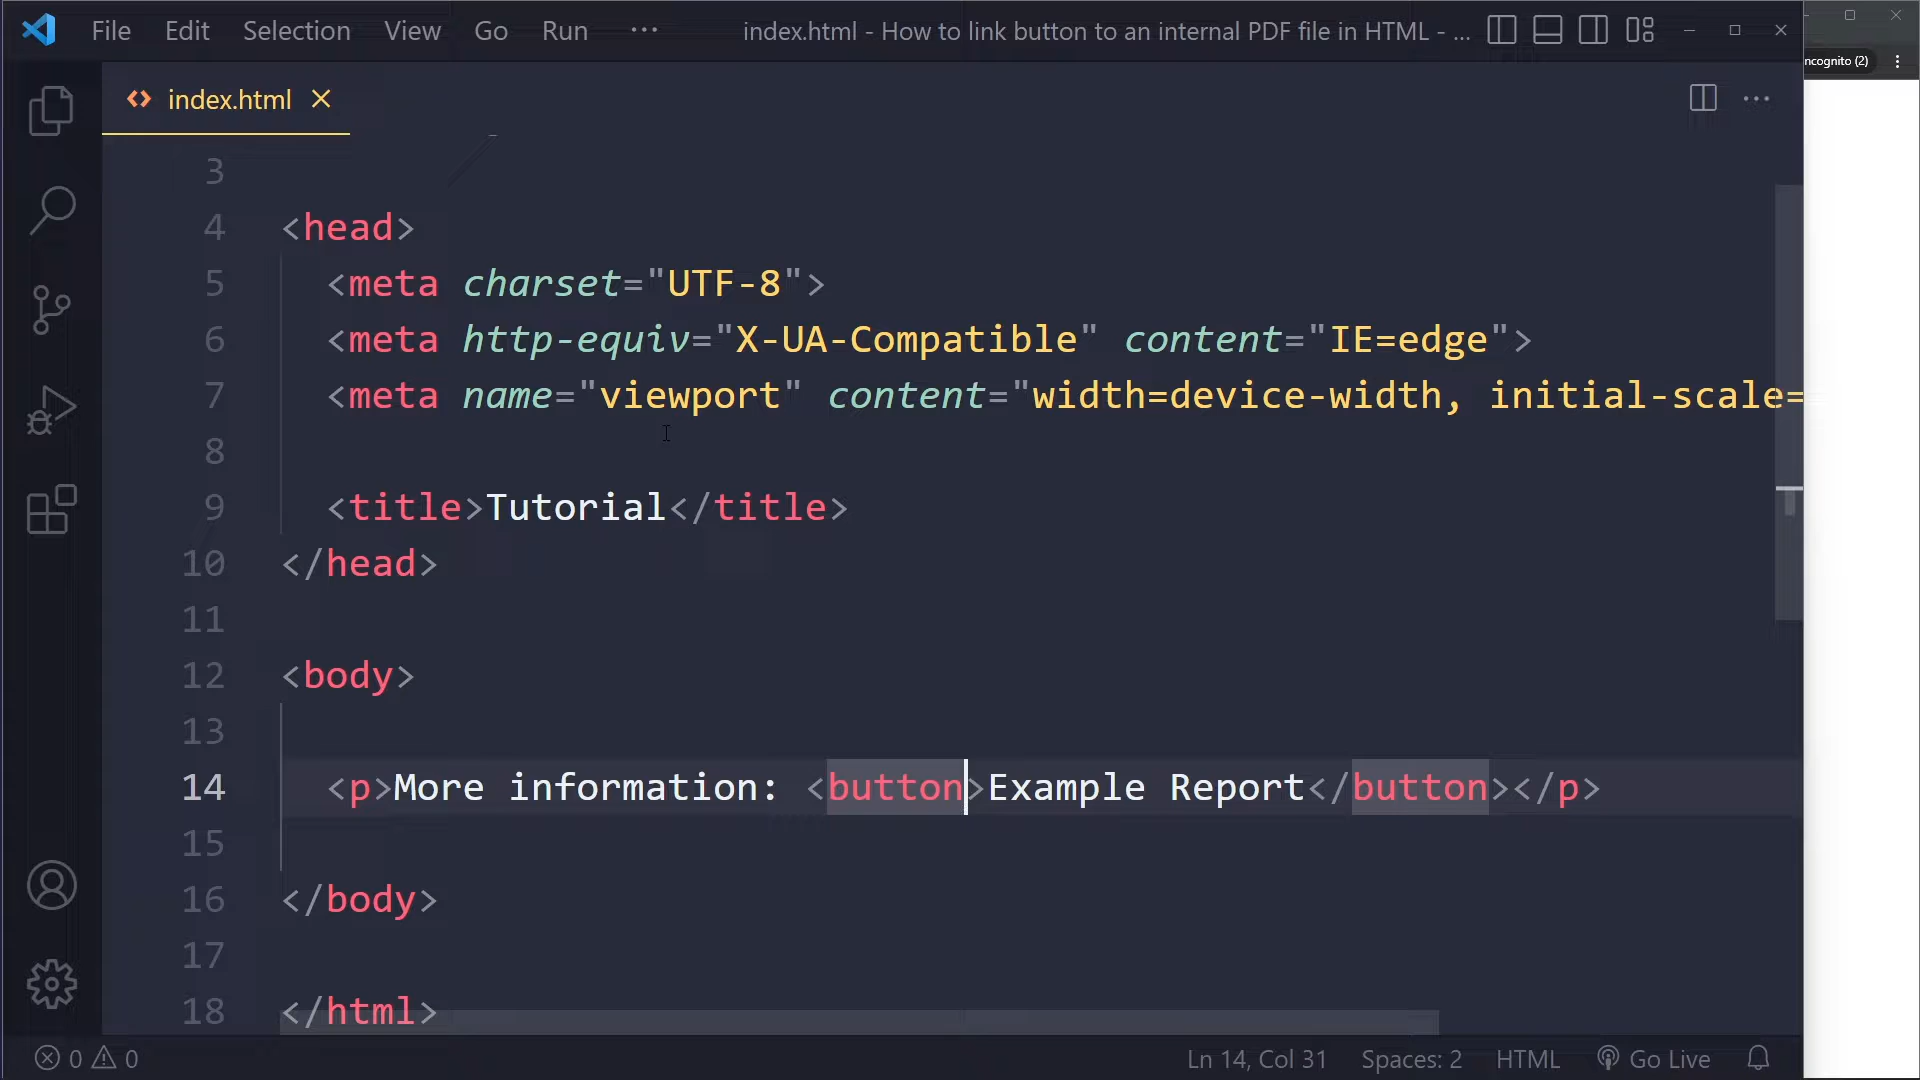 File Edit Selection View Go Run ··· index.html - How to link button to an internal PDF file in HTML - ...
ncognito (2)
index.html
3
4 <head>
5 <meta charset="UTF-8">
6 <meta http-equiv="X-UA-Compatible" content="IE=edge">
7 <meta name="viewport" content="width=device-width, initial-scale=
8
9 <title>Tutorial</title>
10 </head>
11
12 <body>
13
14 <p>More information: <button>Example Report</button></p>
15
16 </body>
17
18 </html>
0 0 Ln 14, Col 31 Spaces: 2 HTML Go Live